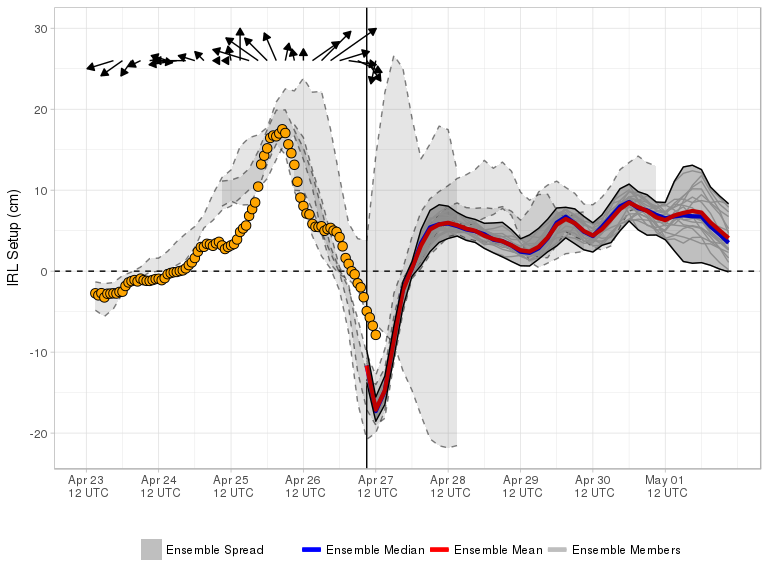 30
20
10
0
-10
-20
IRL Setup (cm)
Apr 23 Apr 24 Apr 25 Apr 26 Apr 27 Apr 28 Apr 29 Apr 30 May 01
12 UTC 12 UTC 12 UTC 12 UTC 12 UTC 12 UTC 12 UTC 12 UTC 12 UTC
Ensemble Spread Ensemble Median Ensemble Mean Ensemble Members